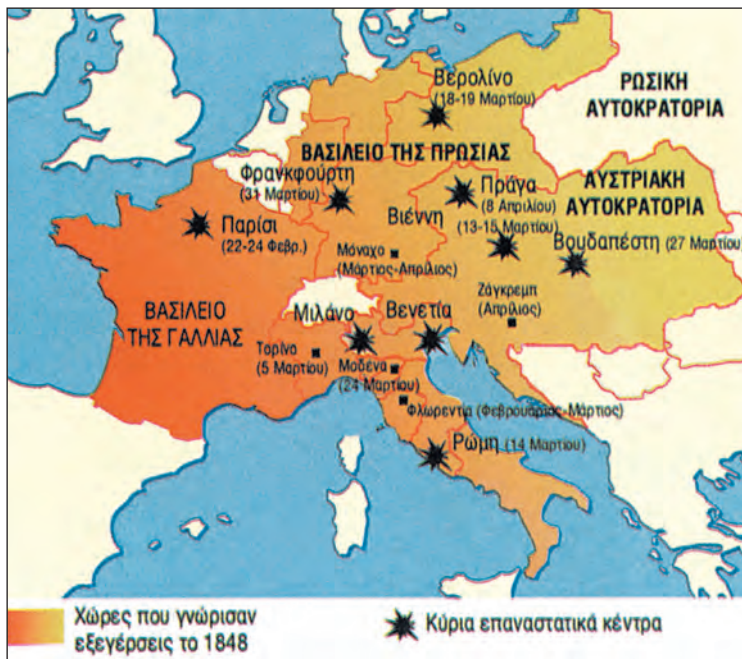 Βερολίνο
(18-19 Μαρτίου)
ΡΩΣΙΚΗ
ΑΥΤΟΚΡΑΤΟΡΙΑ
ΒΑΣΙΛΕΙΟ ΤΗΣ ΠΡΩΣΙΑΣ
Φρανκφούρτη
(31 Μαρτίου)
Πράγα
(8 Απριλίου)
ΑΥΣΤΡΙΑΚΗ
ΑΥΤΟΚΡΑΤΟΡΙΑ
Παρίσι
(22-24 Φεβρ.)
Βιέννη
(13-15 Μαρτίου)
Βουδαπέστη (27 Μαρτίου)
Μόναχο
(Μάρτιος-Απρίλιος)
Ζάγκρεμπ
(Απρίλιος)
ΒΑΣΙΛΕΙΟ
ΤΗΣ ΓΑΛΛΙΑΣ
Μιλάνο
Βενετία
Τορίνο
(5 Μαρτίου)
Μοδένα
(24 Μαρτίου)
Φλωρεντία (Φεβρουάριος-Μάρτιος)
Ρώμη (14 Μαρτίου)
Χώρες που γνώρισαν
εξεγέρσεις το 1848
Κύρια επαναστατικά κέντρα